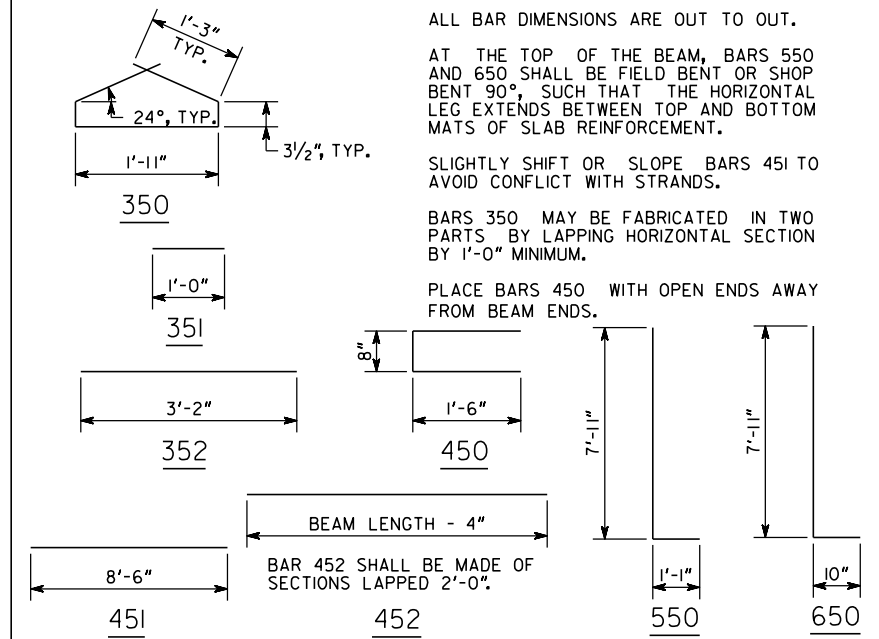 1'-3"
TYP.
24°, TYP.
3 1/2", TYP.
1'-11"
350
ALL BAR DIMENSIONS ARE OUT TO OUT.
AT THE TOP OF THE BEAM, BARS 550
AND 650 SHALL BE FIELD BENT OR SHOP
BENT 90°, SUCH THAT THE HORIZONTAL
LEG EXTENDS BETWEEN TOP AND BOTTOM
MATS OF SLAB REINFORCEMENT.
SLIGHTLY SHIFT OR SLOPE BARS 451 TO
AVOID CONFLICT WITH STRANDS.
BARS 350 MAY BE FABRICATED IN TWO
PARTS BY LAPPING HORIZONTAL SECTION
BY 1'-0" MINIMUM.
PLACE BARS 450 WITH OPEN ENDS AWAY
FROM BEAM ENDS.
1'-0"
351
3'-2"
352
8"
1'-6"
450
8'-6"
451
BEAM LENGTH - 4"
BAR 452 SHALL BE MADE OF
SECTIONS LAPPED 2'-0".
452
7'-11"
1'-1"
550
7'-11"
10"
650